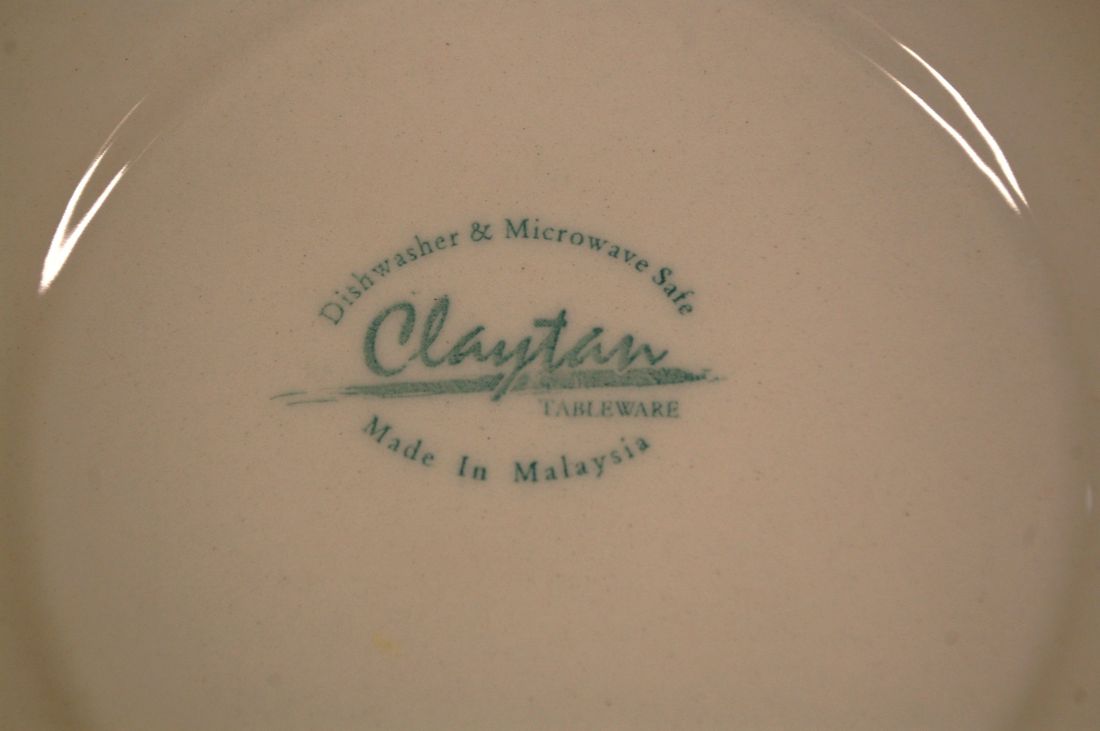 Dishwasher & Microwave Safe
Claytan
TABLEWARE
Made In Malaysia